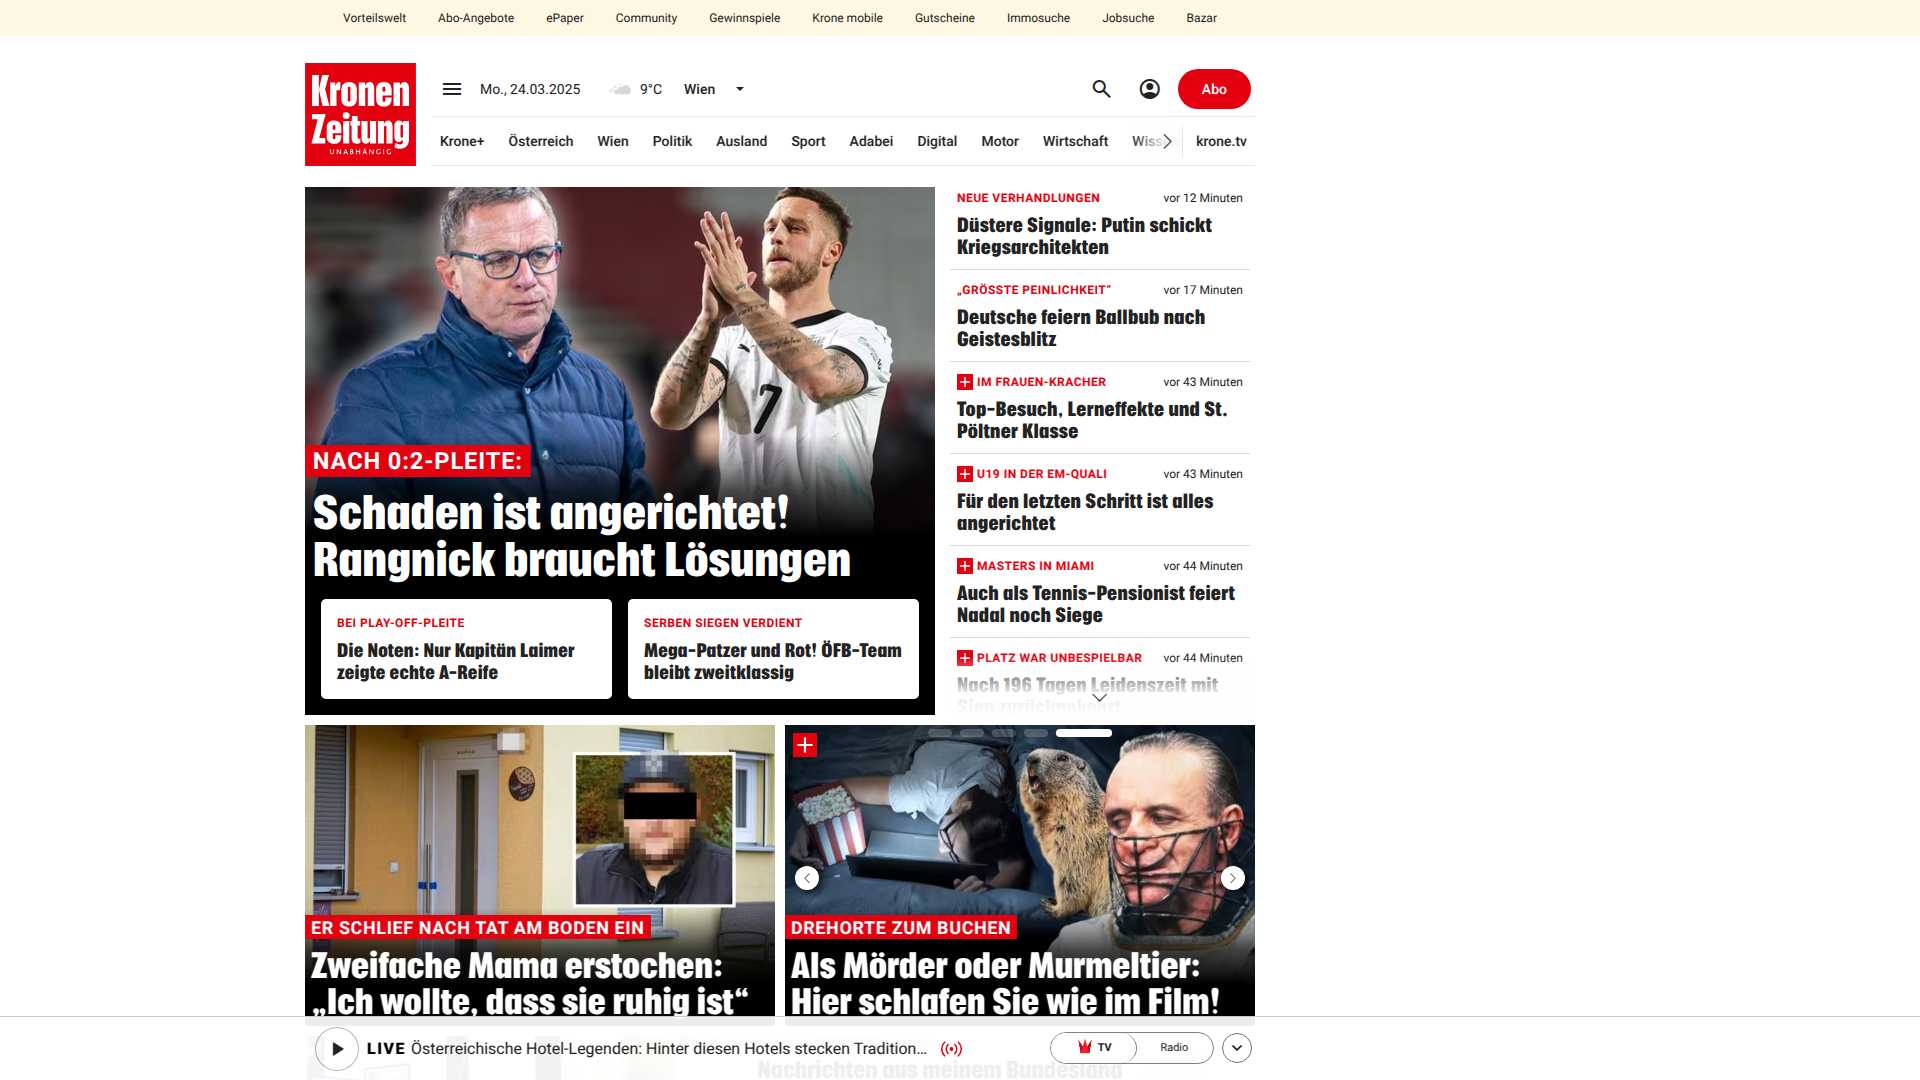 Vorteilswelt Abo-Angebote ePaper Community Gewinnspiele Krone mobile Gutscheine Immosuche Jobsuche Bazar
Kronen
Zeitung
UNABHÄNGIG
Mo., 24.03.2025 9°C Wien Abo
Krone+ Österreich Wien Politik Ausland Sport Adabei Digital Motor Wirtschaft Wiss krone.tv
NACH 0:2-PLEITE:
Schaden ist angerichtet!
Rangnick braucht Lösungen
BEI PLAY-OFF-PLEITE
Die Noten: Nur Kapitän Laimer
zeigte echte A-Reife
SERBEN SIEGEN VERDIENT
Mega-Patzer und Rot! ÖFB-Team
bleibt zweitklassig
NEUE VERHANDLUNGEN vor 12 Minuten
Düstere Signale: Putin schickt
Kriegsarchitekten
„GRÖSSTE PEINLICHKEIT“ vor 17 Minuten
Deutsche feiern Ballbub nach
Geistesblitz
IM FRAUEN-KRACHER vor 43 Minuten
Top-Besuch, Lerneffekte und St.
Pöltner Klasse
U19 IN DER EM-QUALI vor 43 Minuten
Für den letzten Schritt ist alles
angerichtet
MASTERS IN MIAMI vor 44 Minuten
Auch als Tennis-Pensionist feiert
Nadal noch Siege
PLATZ WAR UNBESPIELBAR vor 44 Minuten
Nach 196 Tagen Leidenszeit mit
Sieg zurückgekehrt
ER SCHLIEF NACH TAT AM BODEN EIN
Zweifache Mama erstochen:
„Ich wollte, dass sie ruhig ist“
DREHORTE ZUM BUCHEN
Als Mörder oder Murmeltier:
Hier schlafen Sie wie im Film!
LIVE Österreichische Hotel-Legenden: Hinter diesen Hotels stecken Tradition... TV Radio
Nachrichten aus meinem Bundesland